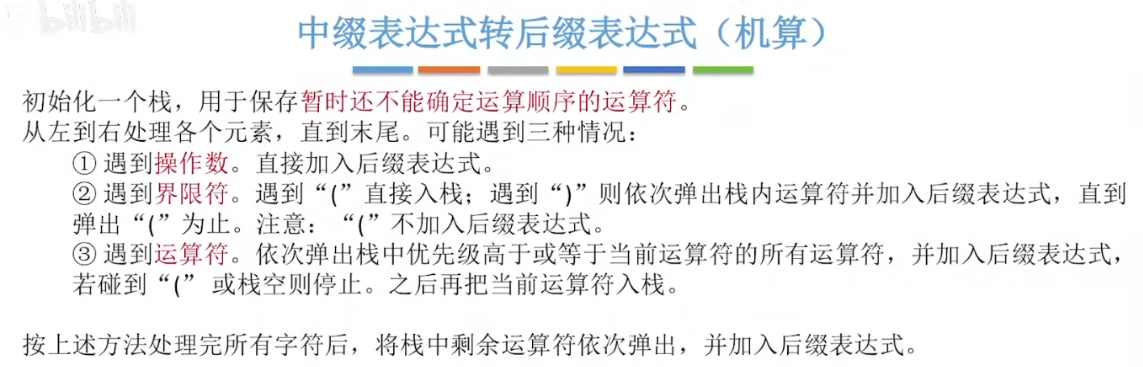 bilibili
中缀表达式转后缀表达式（机算）
初始化一个栈，用于保存暂时还不能确定运算顺序的运算符。
从左到右处理各个元素，直到末尾。可能遇到三种情况：
① 遇到操作数。直接加入后缀表达式。
② 遇到界限符。遇到“(”直接入栈；遇到“)”则依次弹出栈内运算符并加入后缀表达式，直到
弹出“(”为止。注意：“(”不加入后缀表达式。
③ 遇到运算符。依次弹出栈中优先级高于或等于当前运算符的所有运算符，并加入后缀表达式，
若碰到“(” 或栈空则停止。之后再把当前运算符入栈。
按上述方法处理完所有字符后，将栈中剩余运算符依次弹出，并加入后缀表达式。